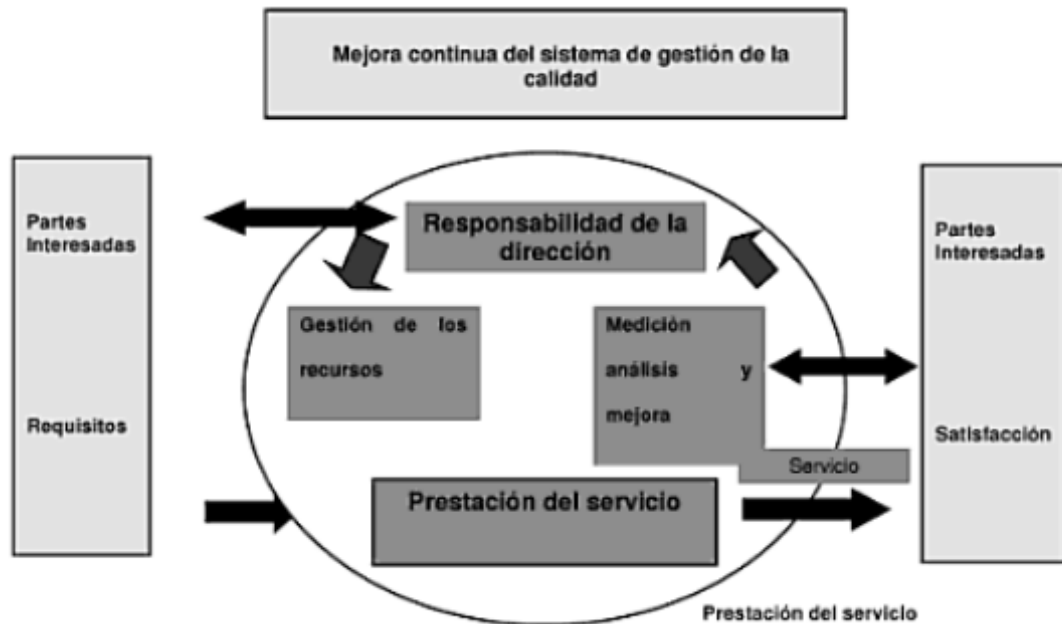 Mejora continua del sistema de gestión de la
calidad
Partes
Interesadas
Requisitos
Responsabilidad de la
dirección
Gestión de los
recursos
Medición
análisis y
mejora
Servicio
Prestación del servicio
Partes
Interesadas
Satisfacción
Prestación del servicio